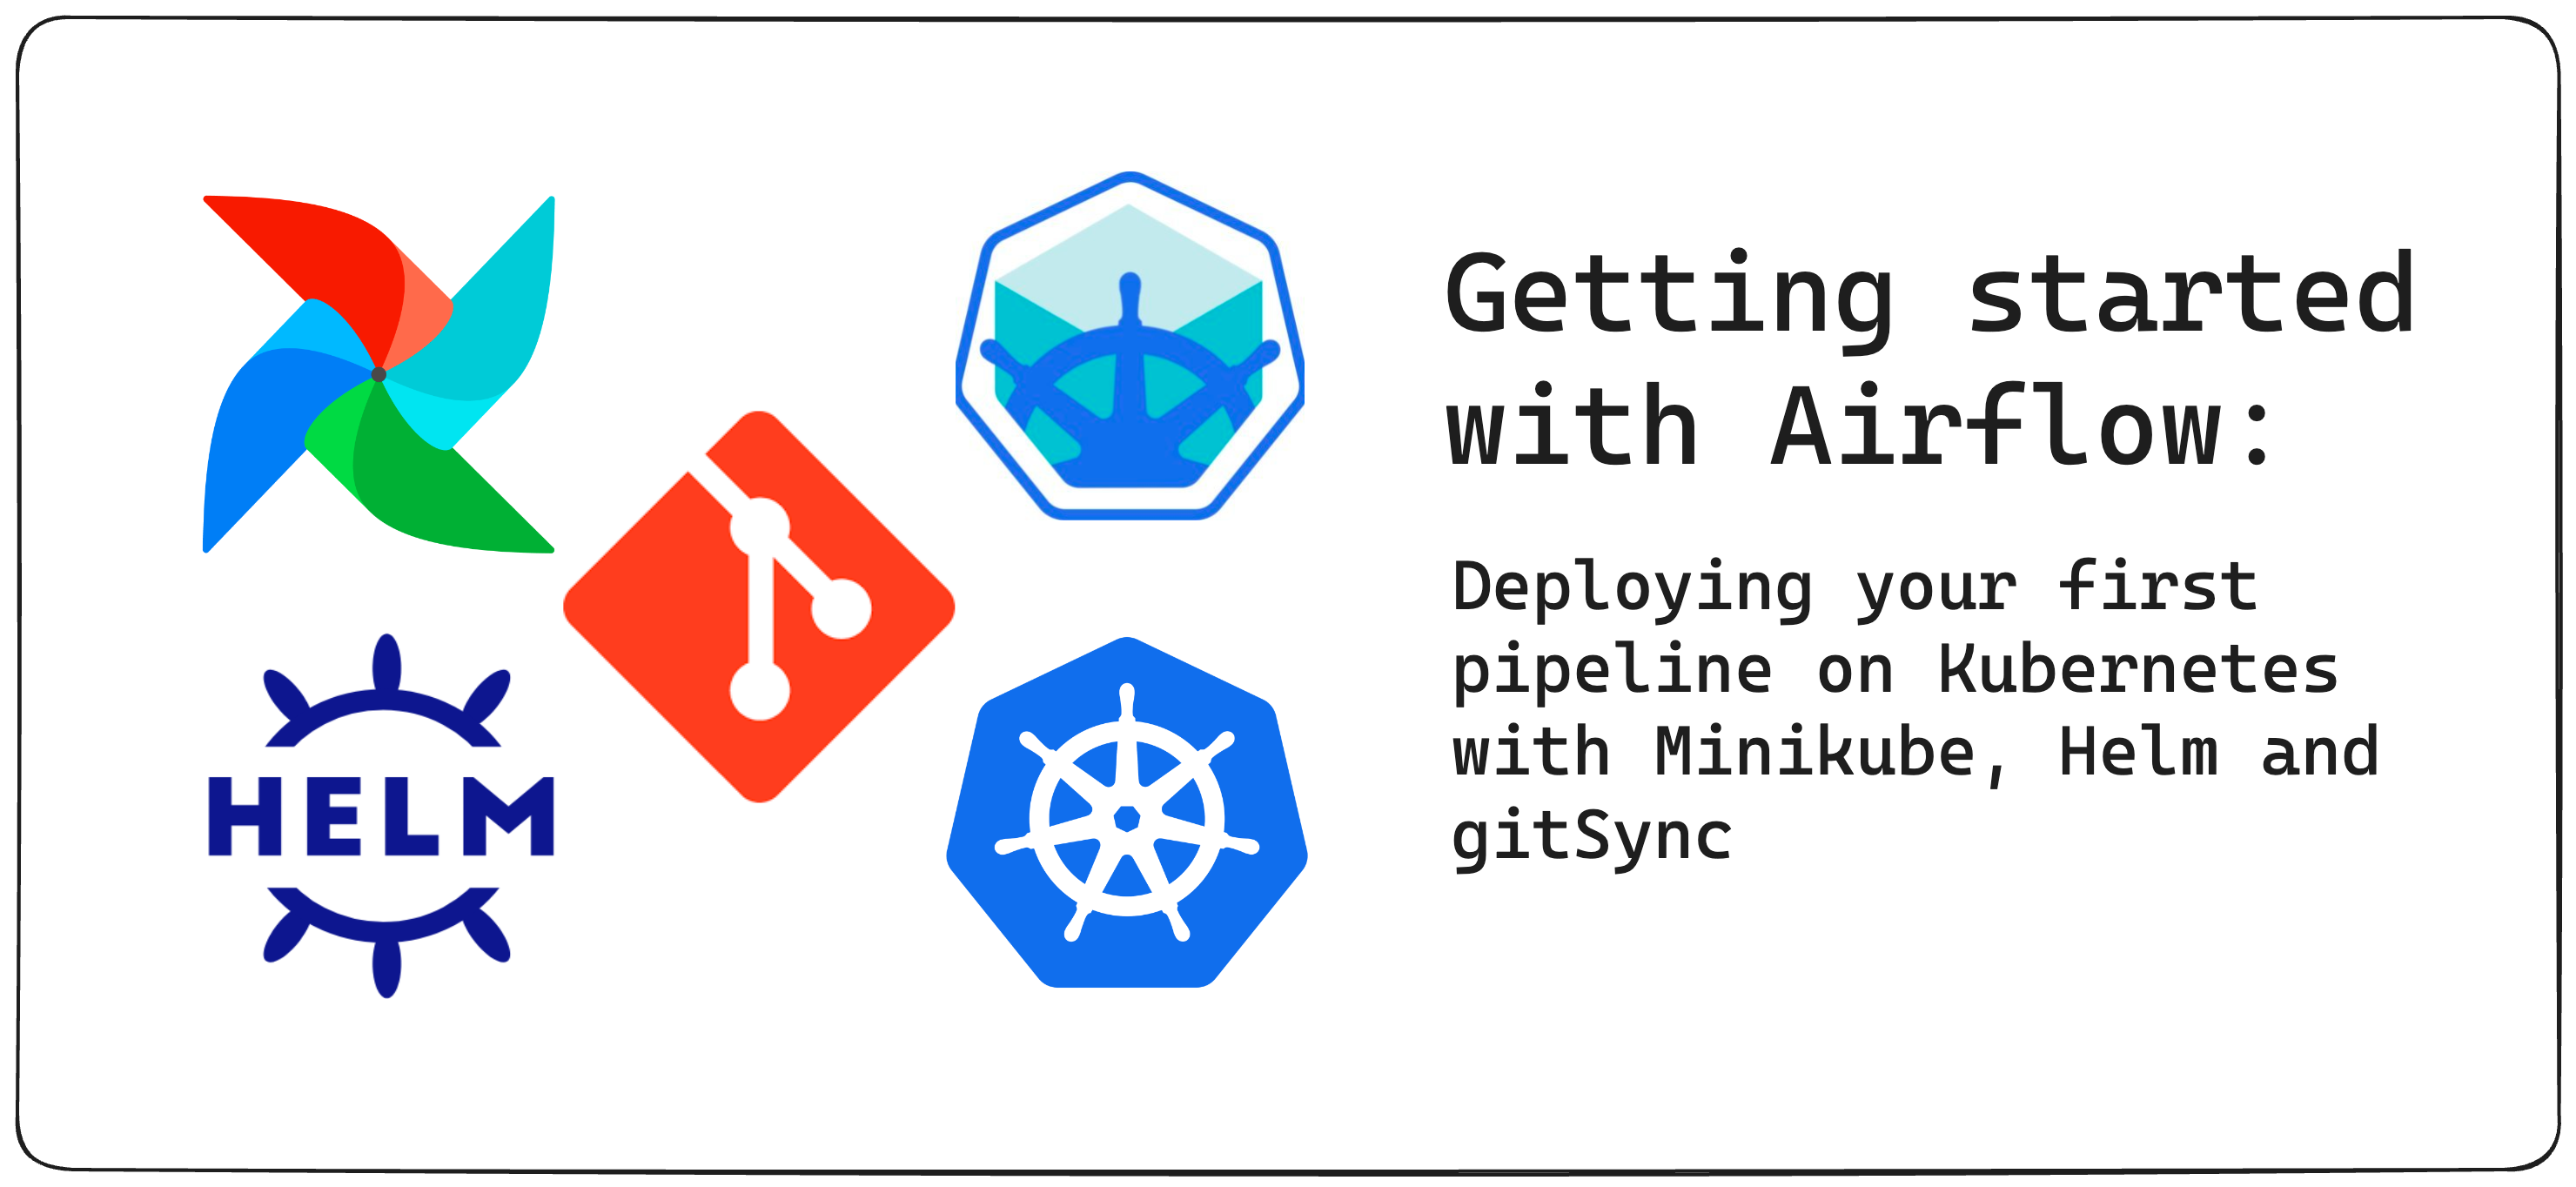 HELM
Getting started
with Airflow:
Deploying your first
pipeline on Kubernetes
with Minikube, Helm and
gitSync